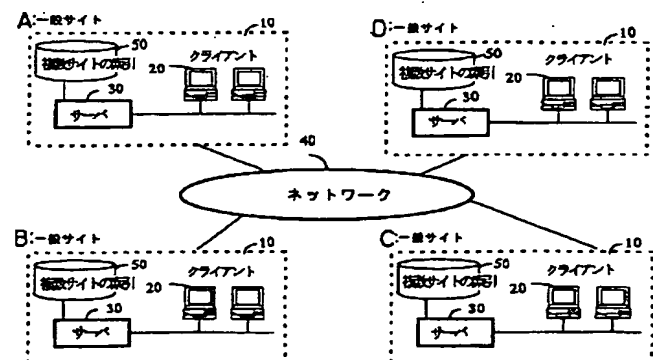 A:一般サイト
10
50
複数サイトの索引
クライアント
20
30
サーバ
D:一般サイト
10
50
複数サイトの索引
クライアント
20
30
サーバ
40
ネットワーク
B:一般サイト
10
50
複数サイトの索引
クライアント
20
30
サーバ
C:一般サイト
10
50
複数サイトの索引
クライアント
20
30
サーバ